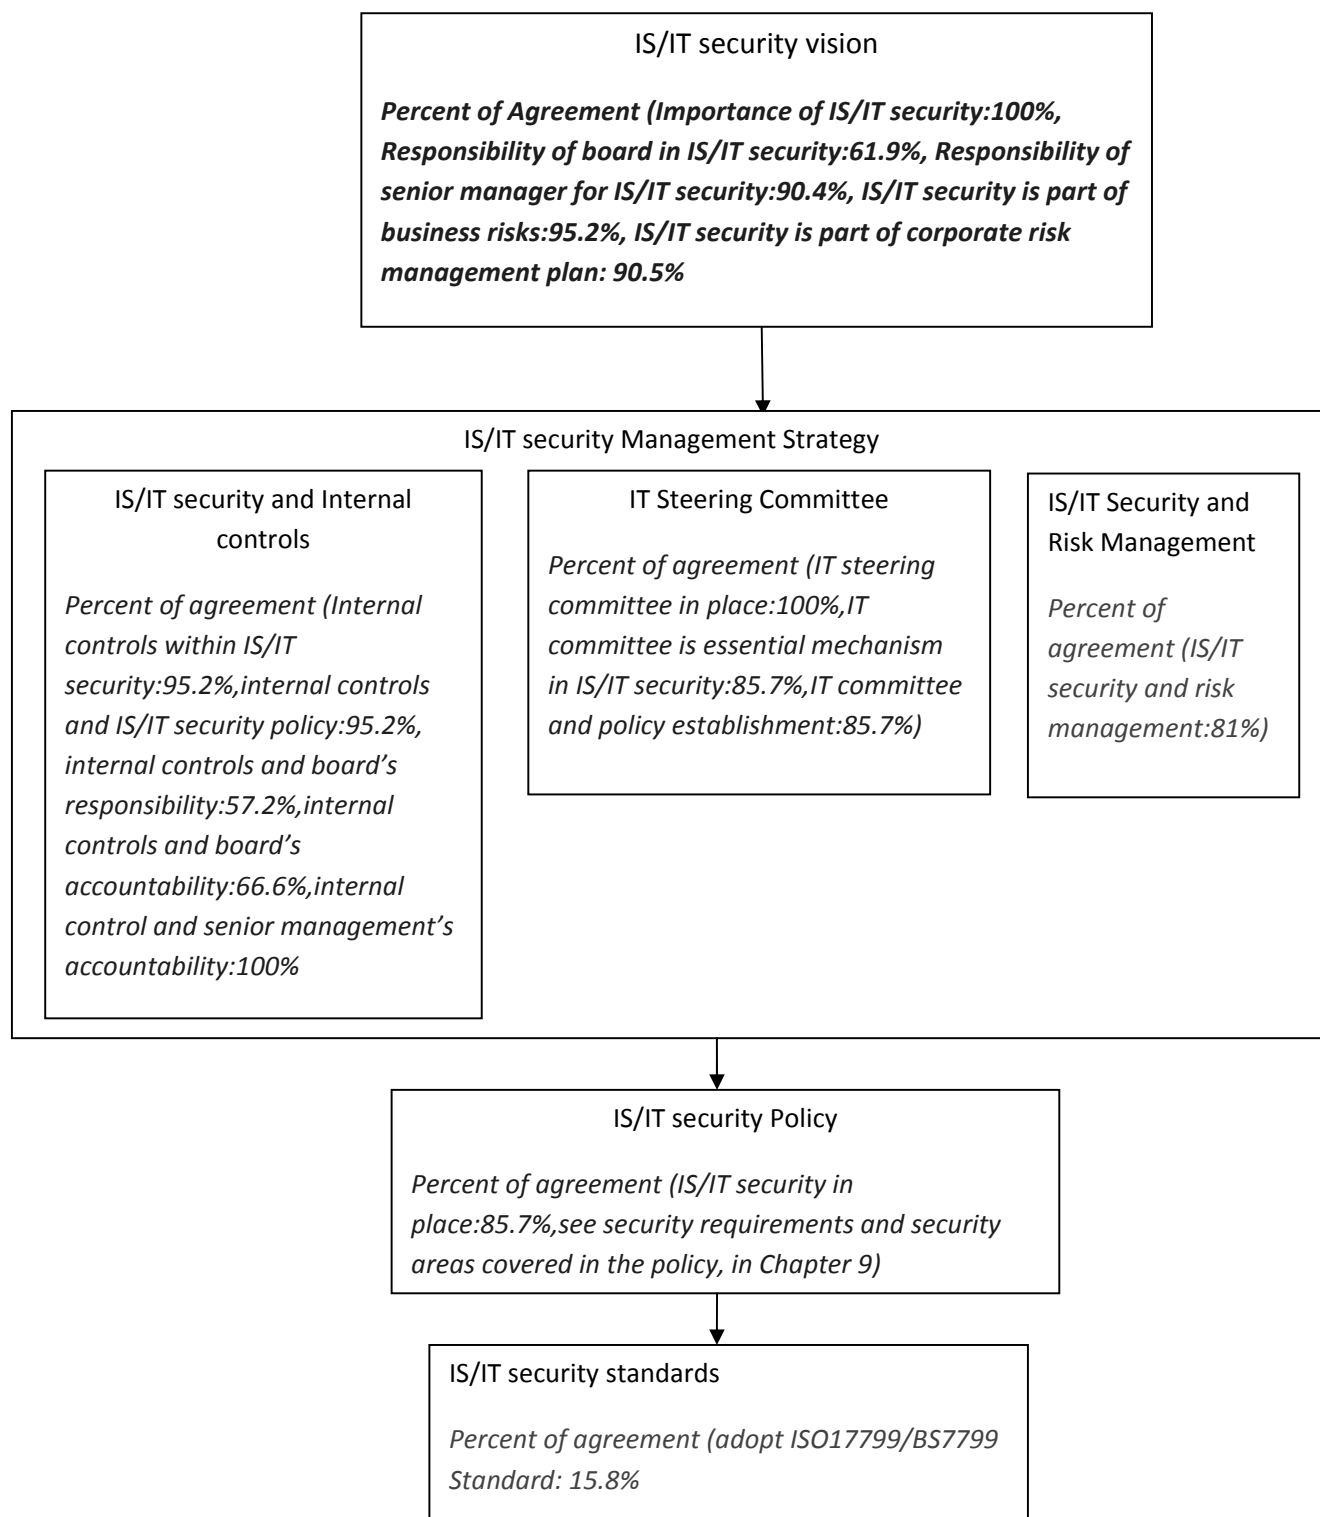 IS/IT security vision
Percent of Agreement (Importance of IS/IT security:100%,
Responsibility of board in IS/IT security:61.9%, Responsibility of
senior manager for IS/IT security:90.4%, IS/IT security is part of
business risks:95.2%, IS/IT security is part of corporate risk
management plan: 90.5%
IS/IT security Management Strategy
IS/IT security and Internal
controls
Percent of agreement (Internal
controls within IS/IT
security:95.2%,internal controls
and IS/IT security policy:95.2%,
internal controls and board’s
responsibility:57.2%,internal
controls and board’s
accountability:66.6%,internal
control and senior management’s
accountability:100%
IT Steering Committee
Percent of agreement (IT steering
committee in place:100%,IT
committee is essential mechanism
in IS/IT security:85.7%,IT committee
and policy establishment:85.7%)
IS/IT Security and
Risk Management
Percent of
agreement (IS/IT
security and risk
management:81%)
IS/IT security Policy
Percent of agreement (IS/IT security in
place:85.7%,see security requirements and security
areas covered in the policy, in Chapter 9)
IS/IT security standards
Percent of agreement (adopt ISO17799/BS7799
Standard: 15.8%